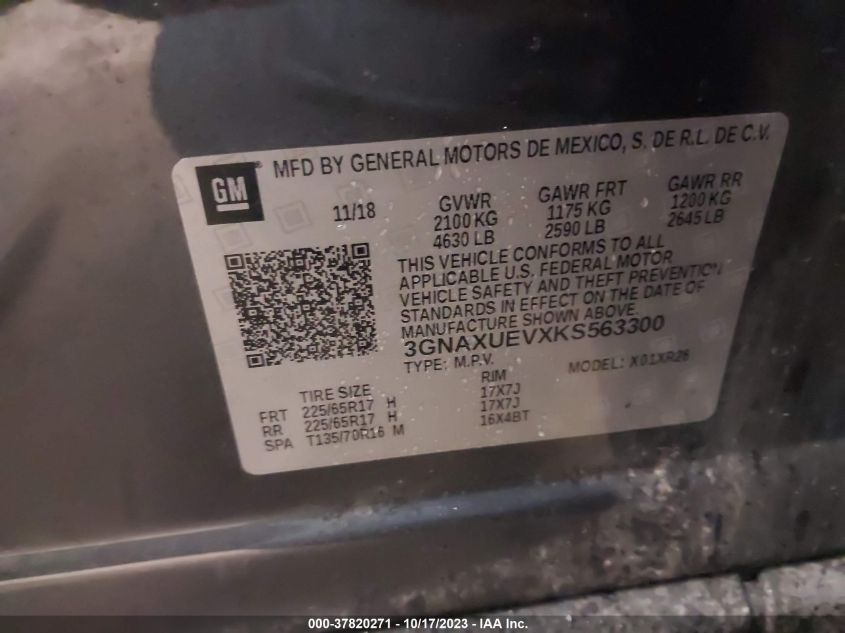 GM ® MFD BY GENERAL MOTORS DE MEXICO, S. DE R.L. DE C.V.
11/18 GVWR GAWR FRT GAWR RR
2100 KG 1175 KG 1200 KG
4630 LB 2590 LB 2645 LB
THIS VEHICLE CONFORMS TO ALL
APPLICABLE U.S. FEDERAL MOTOR
VEHICLE SAFETY AND THEFT PREVENTION
STANDARDS IN EFFECT ON THE DATE OF
MANUFACTURE SHOWN ABOVE.
3GNAXUEVXKS563300
TYPE: M.P.V. MODEL: X01XR26
TIRE SIZE RIM
FRT 225/65R17 H 17X7J
RR 225/65R17 H 17X7J
SPA T135/70R16 M 16X4BT
000-37820271 - 10/17/2023 - IAA Inc.